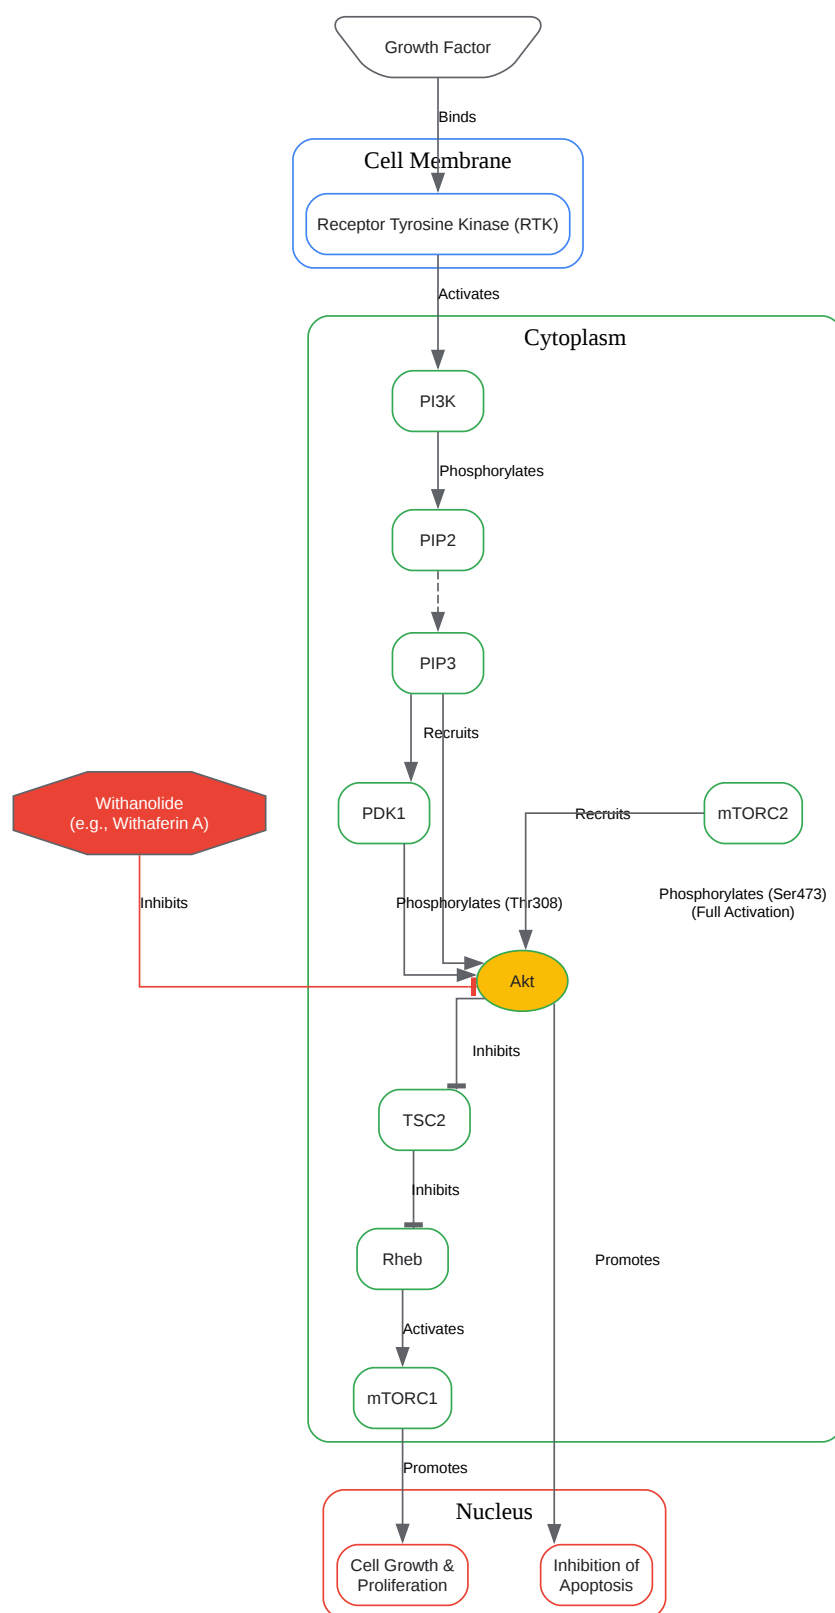 Growth Factor
Binds
Cell Membrane
Receptor Tyrosine Kinase (RTK)
Activates
Cytoplasm
PI3K
Phosphorylates
PIP2
PIP3
Recruits
Withanolide
(e.g., Withaferin A)
PDK1
Recruits
mTORC2
Inhibits
Phosphorylates (Thr308)
Phosphorylates (Ser473)
(Full Activation)
Akt
Inhibits
TSC2
Inhibits
Rheb
Promotes
Activates
mTORC1
Promotes
Nucleus
Cell Growth &
Proliferation
Inhibition of
Apoptosis